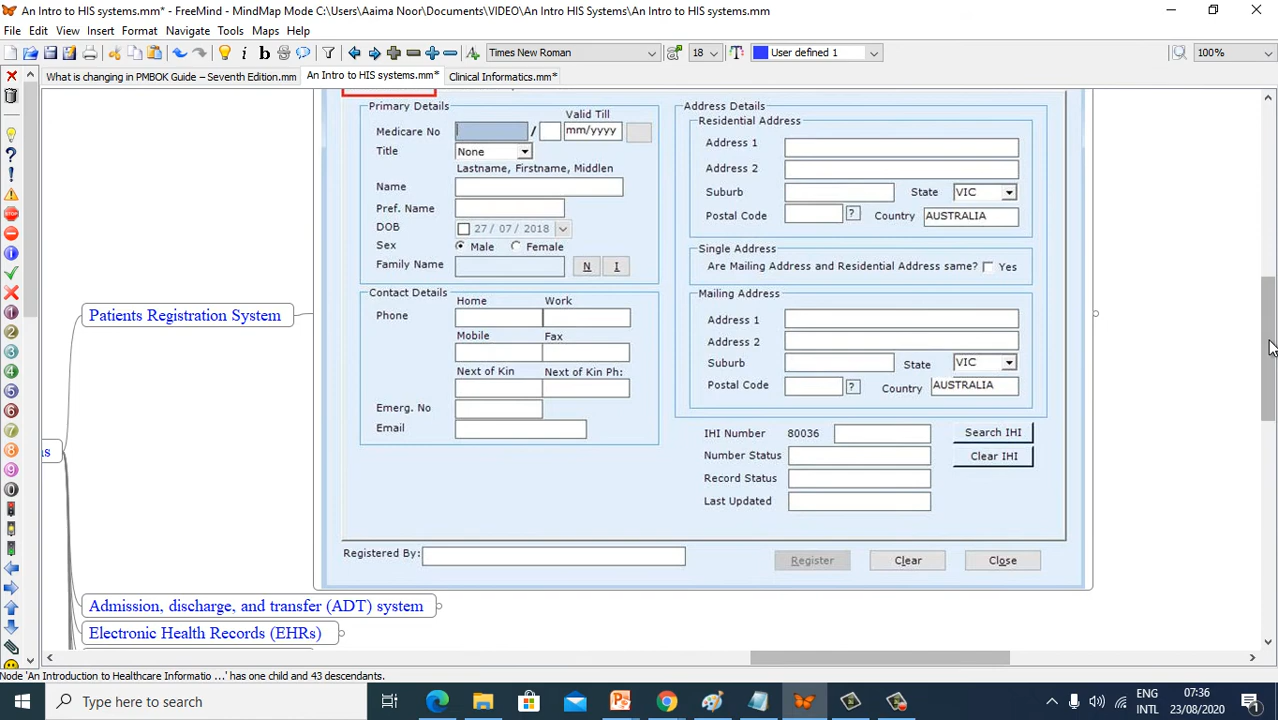 An Intro to HIS systems.mm* - FreeMind - MindMap Mode C:\Users\Aaima Noor\Documents\VIDEO\An Intro HIS Systems\An Intro to HIS systems.mm
File Edit View Insert Format Navigate Tools Maps Help
Times New Roman 18 User defined 1 100%
What is changing in PMBOK Guide – Seventh Edition.mm An Intro to HIS systems.mm* Clinical Informatics.mm*
Primary Details
Valid Till
Medicare No / mm/yyyy
Title None
Lastname, Firstname, Middlen
Name
Pref. Name
DOB 27/ 07 / 2018
Sex Male Female
Family Name N I
Contact Details
Home Work
Phone
Mobile Fax
Next of Kin Next of Kin Ph:
Emerg. No
Email
Address Details
Residential Address
Address 1
Address 2
Suburb State VIC
Postal Code ? Country AUSTRALIA
Single Address
Are Mailing Address and Residential Address same? Yes
Mailing Address
Address 1
Address 2
Suburb State VIC
Postal Code ? Country AUSTRALIA
IHI Number 80036 Search IHI
Number Status Clear IHI
Record Status
Last Updated
Registered By: Register Clear Close
Patients Registration System
Admission, discharge, and transfer (ADT) system
Electronic Health Records (EHRs)
Node 'An Introduction to Healthcare Informatio ...' has one child and 43 descendants.
Type here to search
ENG 07:36
INTL 23/08/2020